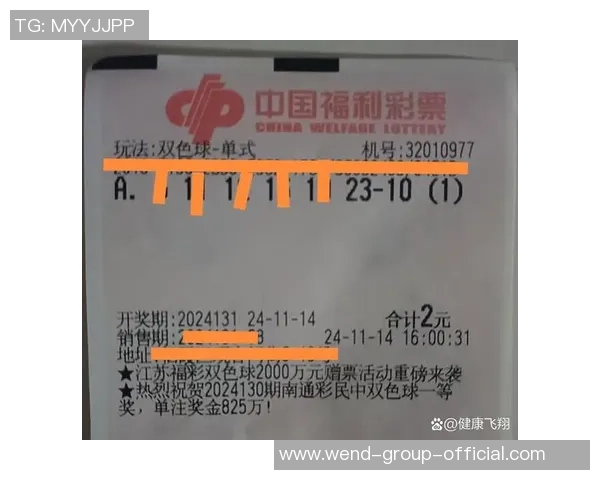 TG: MYYJJPP
中国福利彩票
CHINA WELFARE LOTTERY
玩法:双色球-单式 机号:32010977
A. 23-10 (1)
开奖期:2024131 24-11-14 合计2元
销售期: 24-11-14 16:00:31
地址
★江苏福彩双色球2000万元赠票活动重磅来袭
★热烈祝贺2024130期南通彩民中双色球一等
奖，单注奖金825万!
@健康飞翔
www.wend-group-official.com